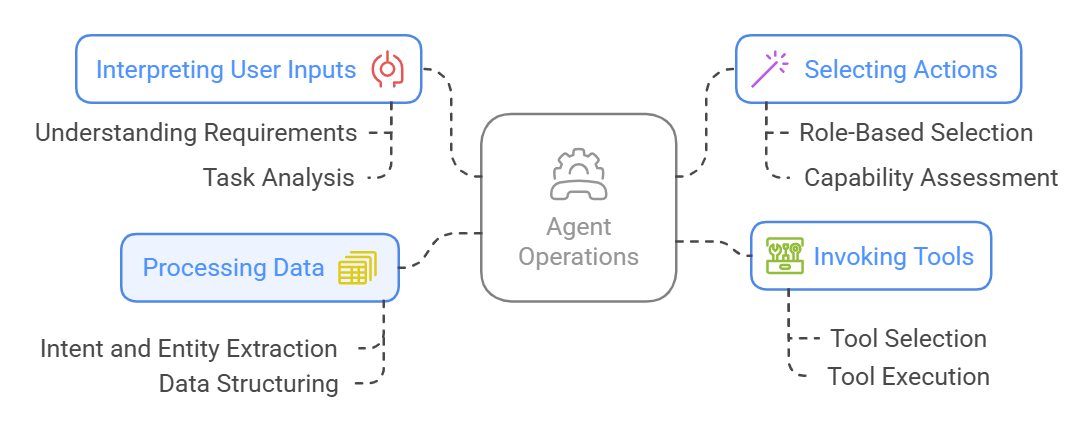 Interpreting User Inputs
Understanding Requirements
Task Analysis
Processing Data
Intent and Entity Extraction
Data Structuring
Agent
Operations
Selecting Actions
Role-Based Selection
Capability Assessment
Invoking Tools
Tool Selection
Tool Execution